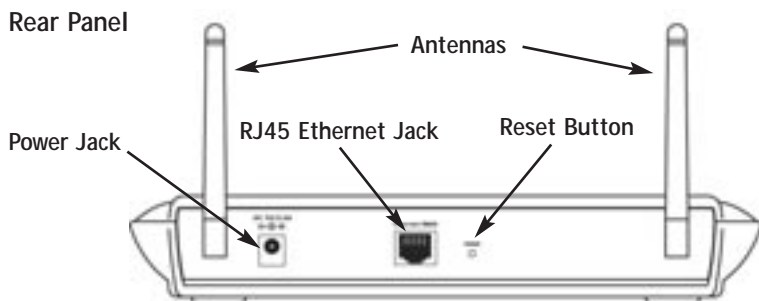 Rear Panel
Antennas
Power Jack
RJ45 Ethernet Jack
Reset Button